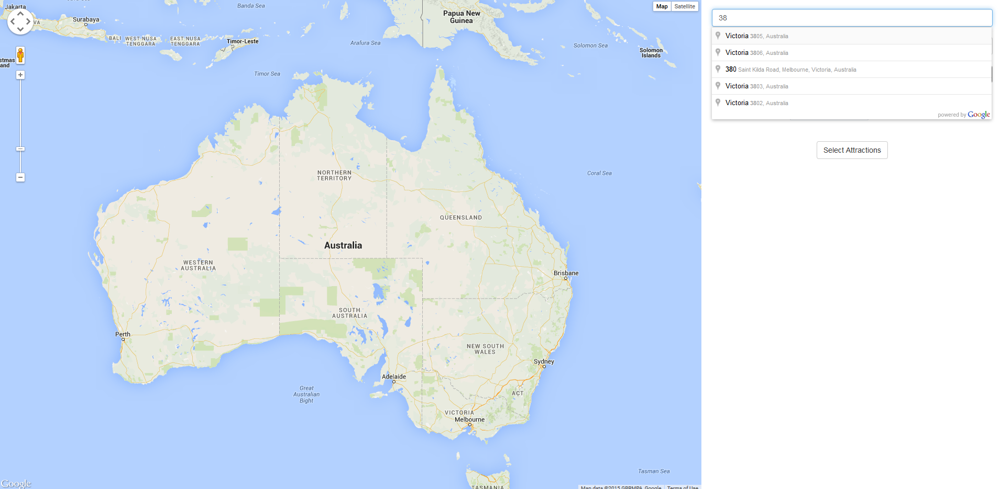 Jakarta
Banda Sea
Map
Satellite
Papua New
Guinea
Surabaya
VA
BALI
WEST NUSA
TENGGARA
EAST NUSA
TENGGARA
Timor-Leste
Arafura Sea
Solomon Sea
Solomon
Islands
stmas
and
Timor Sea
Coral Sea
NORTHERN
TERRITORY
QUEENSLAND
Australia
WESTERN
AUSTRALIA
Brisbane
SOUTH
AUSTRALIA
Perth
NEW SOUTH
WALES
Sydney
Adelaide
Great
Australian
Bight
ACT
VICTORIA
Melbourne
Tasman Sea
TASMANIA
Google
Map data ©2015 GBRMPA, Google
Terms of Use
38
Victoria 3805, Australia
Victoria 3806, Australia
380 Saint Kilda Road, Melbourne, Victoria, Australia
Victoria 3803, Australia
Victoria 3802, Australia
powered by Google
Select Attractions